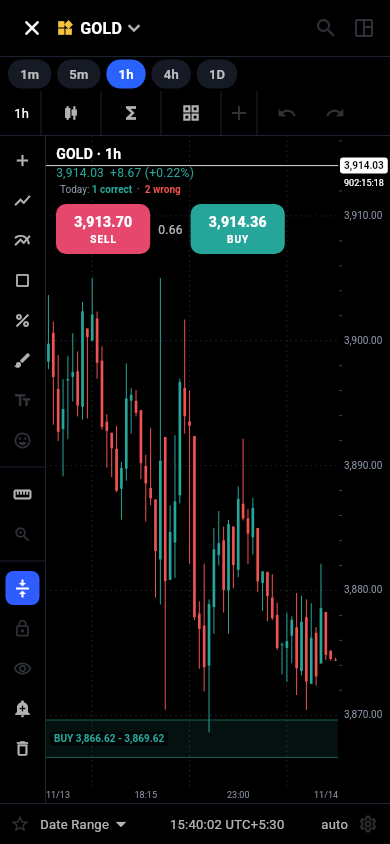 GOLD
1m 5m 1h 4h 1D
1h
GOLD · 1h
3,914.03 +8.67 (+0.22%)
Today: 1 correct · 2 wrong
3,913.70
SELL
0.66
3,914.36
BUY
3,914.03
902:15:18
3,910.00
3,900.00
3,890.00
3,880.00
3,870.00
BUY 3,866.62 - 3,869.62
11/13 18:15 23:00 11/14
Date Range 15:40:02 UTC+5:30 auto